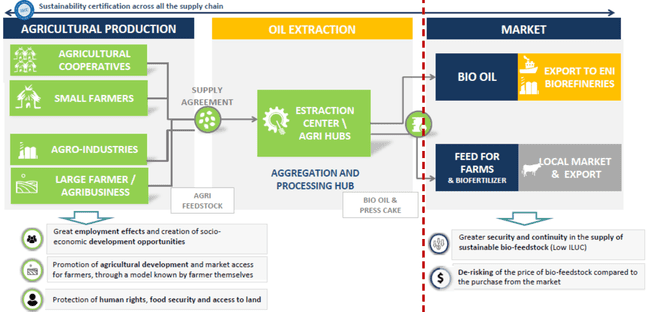 Sustainability certification across all the supply chain
AGRICULTURAL PRODUCTION
OIL EXTRACTION
MARKET
AGRICULTURAL
COOPERATIVES
SMALL FARMERS
AGRO-INDUSTRIES
LARGE FARMER /
AGRIBUSINESS
SUPPLY
AGREEMENT
AGRI
FEEDSTOCK
ESTRACTION
CENTER \
AGRI HUBS
AGGREGATION AND
PROCESSING HUB
BIO OIL &
PRESS CAKE
BIO OIL
EXPORT TO ENI
BIOREFINERIES
FEED FOR
FARMS
& BIOFERTILIZER
LOCAL MARKET
& EXPORT
Great employment effects and creation of socio-
economic development opportunities
Promotion of agricultural development and market access
for farmers, through a model known by farmer themselves
Protection of human rights, food security and access to land
Greater security and continuity in the supply of
sustainable bio-feedstock (Low ILUC)
De-risking of the price of bio-feedstock compared to
the purchase from the market